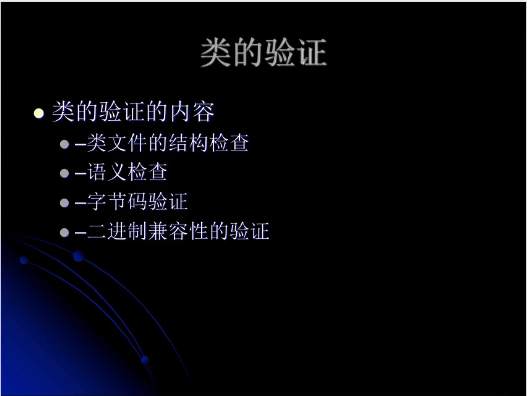 类的验证
类的验证的内容
–类文件的结构检查
–语义检查
–字节码验证
–二进制兼容性的验证